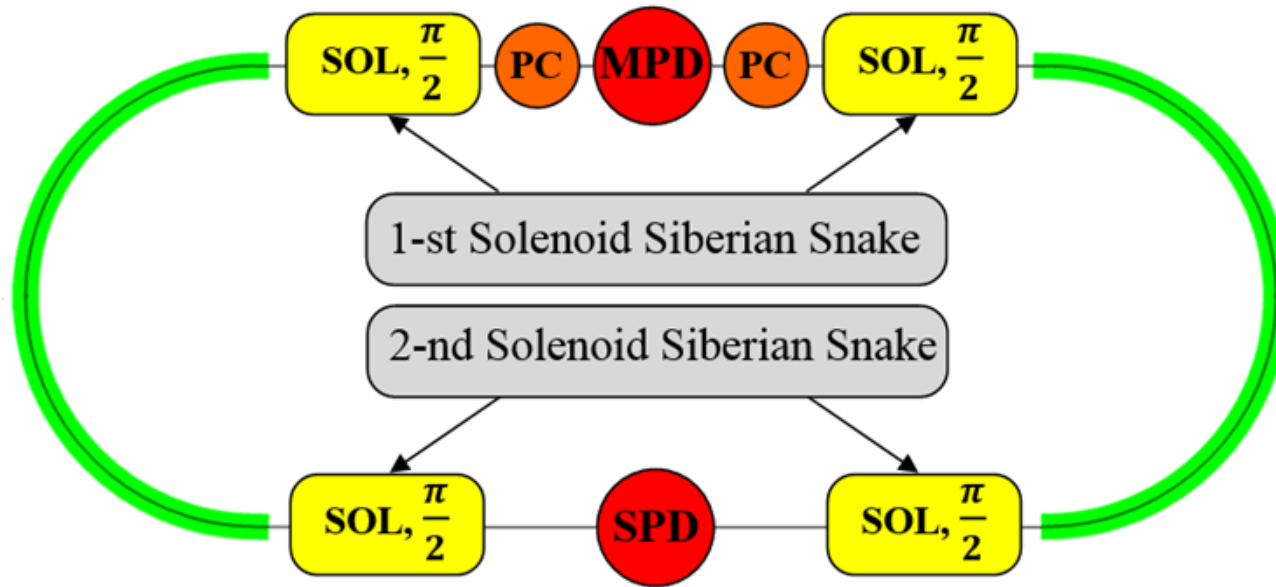 SOL, π/2 PC MPD PC SOL, π/2
1-st Solenoid Siberian Snake
2-nd Solenoid Siberian Snake
SOL, π/2 SPD SOL, π/2